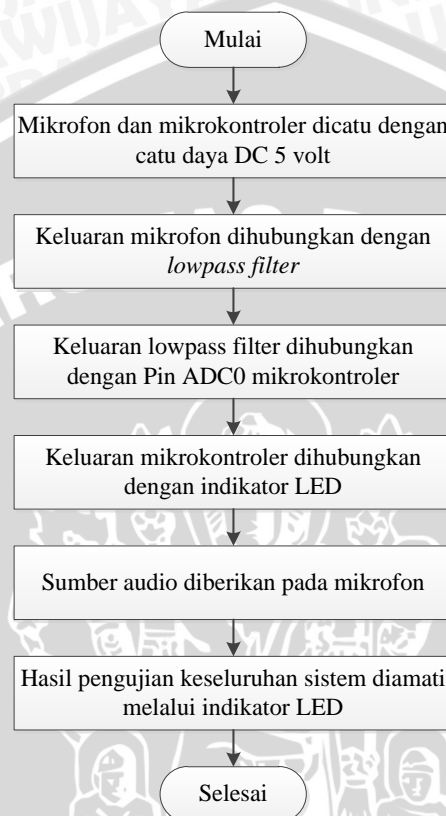 Mulai
Mikrofon dan mikrokontroler dicatu dengan
catu daya DC 5 volt
Keluaran mikrofon dihubungkan dengan
lowpass filter
Keluaran lowpass filter dihubungkan
dengan Pin ADC0 mikrokontroler
Keluaran mikrokontroler dihubungkan
dengan indikator LED
Sumber audio diberikan pada mikrofon
Hasil pengujian keseluruhan sistem diamati
melalui indikator LED
Selesai